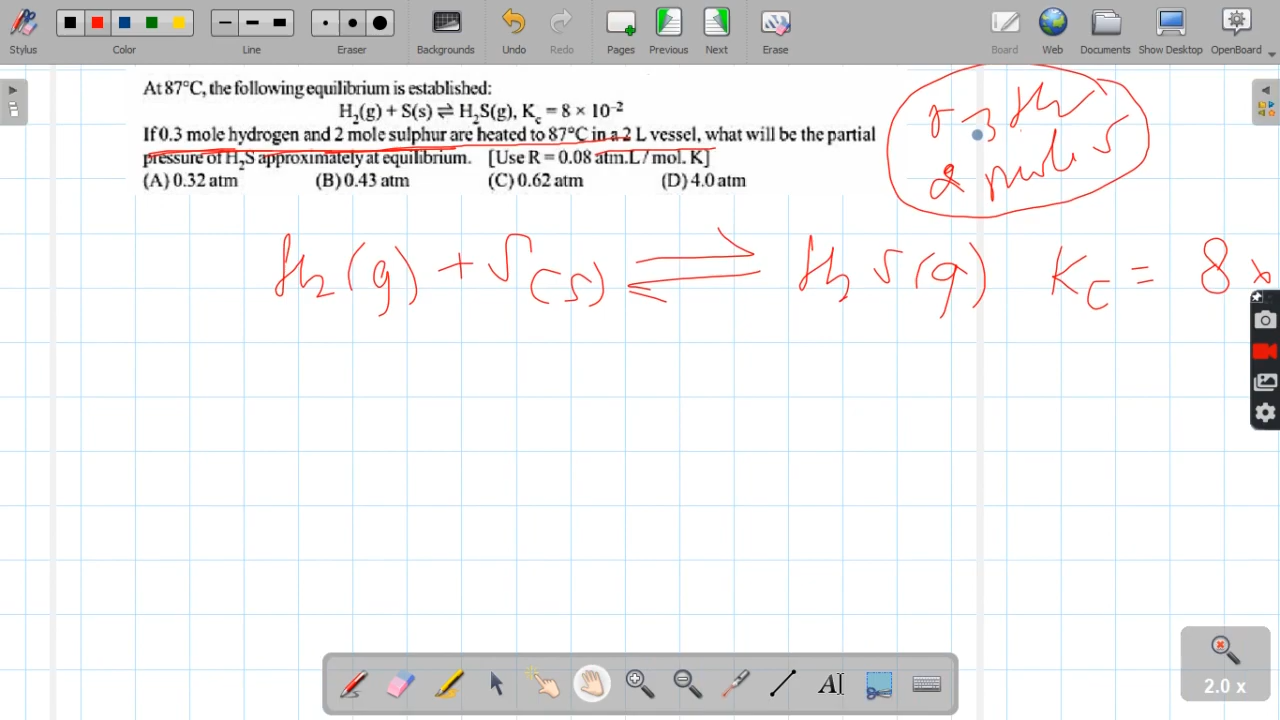 Stylus
Color
Line
Eraser
Backgrounds
Undo
Redo
Pages
Previous
Next
Erase
Board
Web
Documents
Show Desktop
OpenBoard
At 87°C, the following equilibrium is established:
H₂(g) + S(s) ⇌ H₂S(g), K_c = 8 × 10⁻²
If 0.3 mole hydrogen and 2 mole sulphur are heated to 87°C in a 2 L vessel, what will be the partial
pressure of H₂S approximately at equilibrium. [Use R = 0.08 atm.L / mol. K]
(A) 0.32 atm (B) 0.43 atm (C) 0.62 atm (D) 4.0 atm
2 mole S
H₂(g) + S(s) ⇌ H₂S(g) K_c = 8 ×
2.0 x